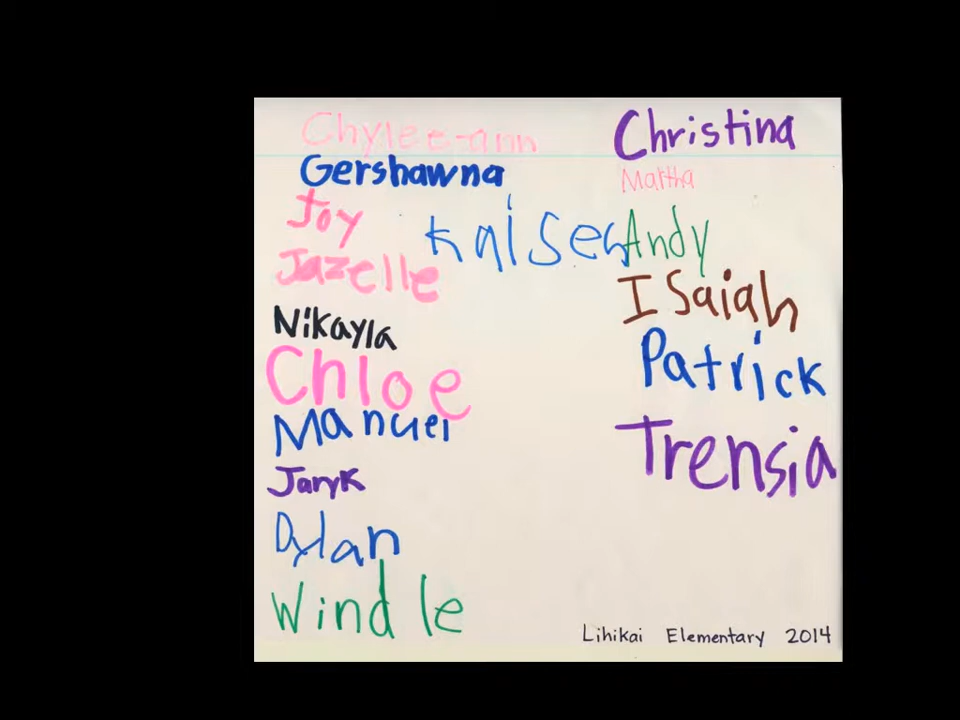 Chylee-ann
Gershawna
Joy
Jazelle
Nikayla
Chloe
Manuel
Jaryk
Dylan
Windle
Kaiser
Christina
Martha
Andy
Isaiah
Patrick
Trensia
Lihikai Elementary 2014